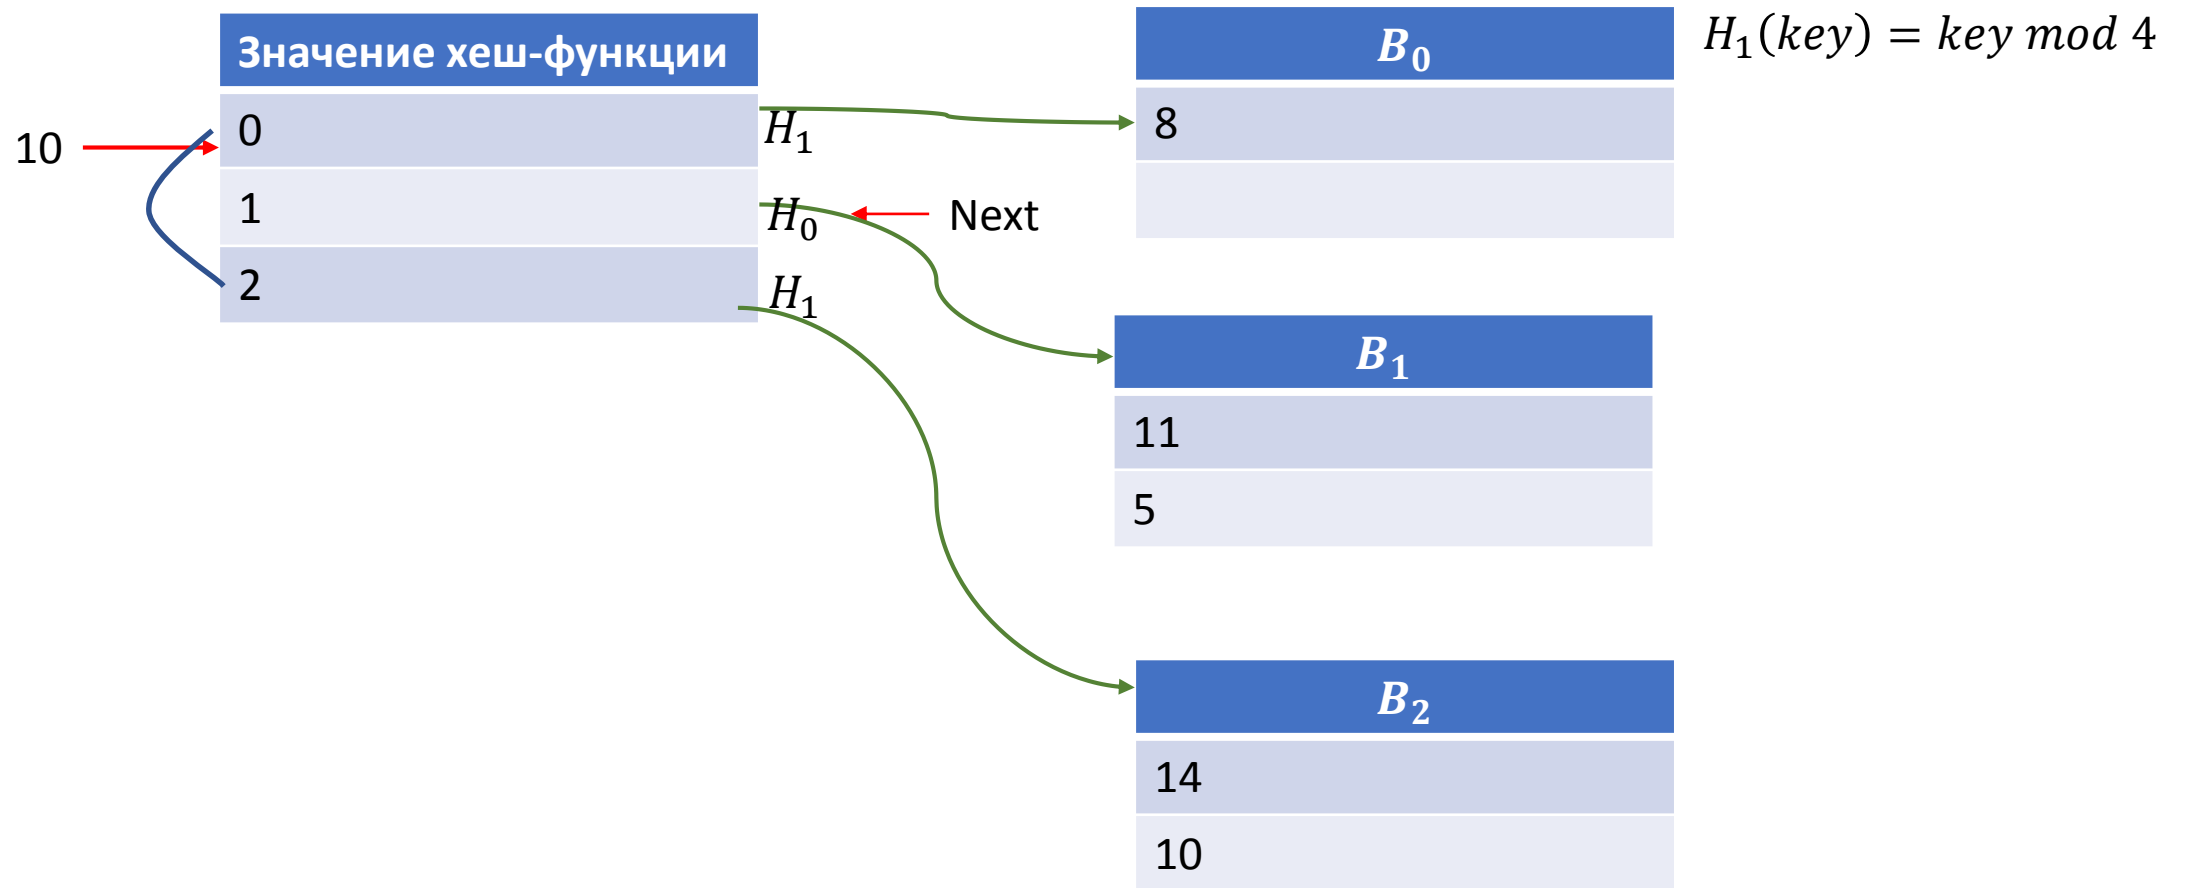 Значение хеш-функции
10
0
1
2
H₁
H₀
H₁
Next
B₀
8
H₁(key) = key mod 4
B₁
11
5
B₂
14
10